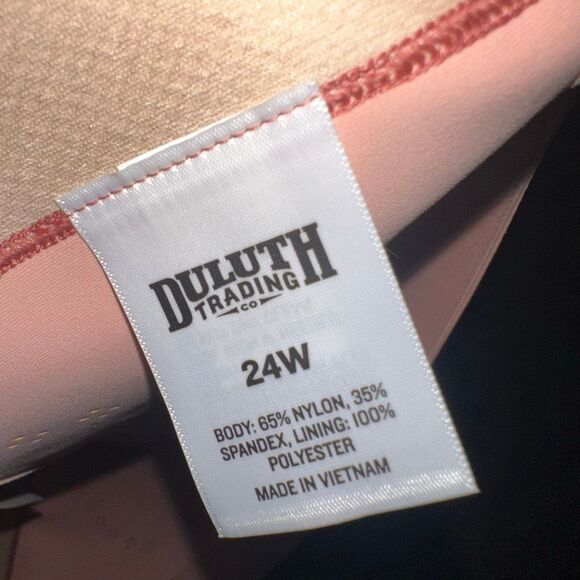 DULUTH
TRADING
CO
24W
BODY: 65% NYLON, 35%
SPANDEX, LINING: 100%
POLYESTER
MADE IN VIETNAM